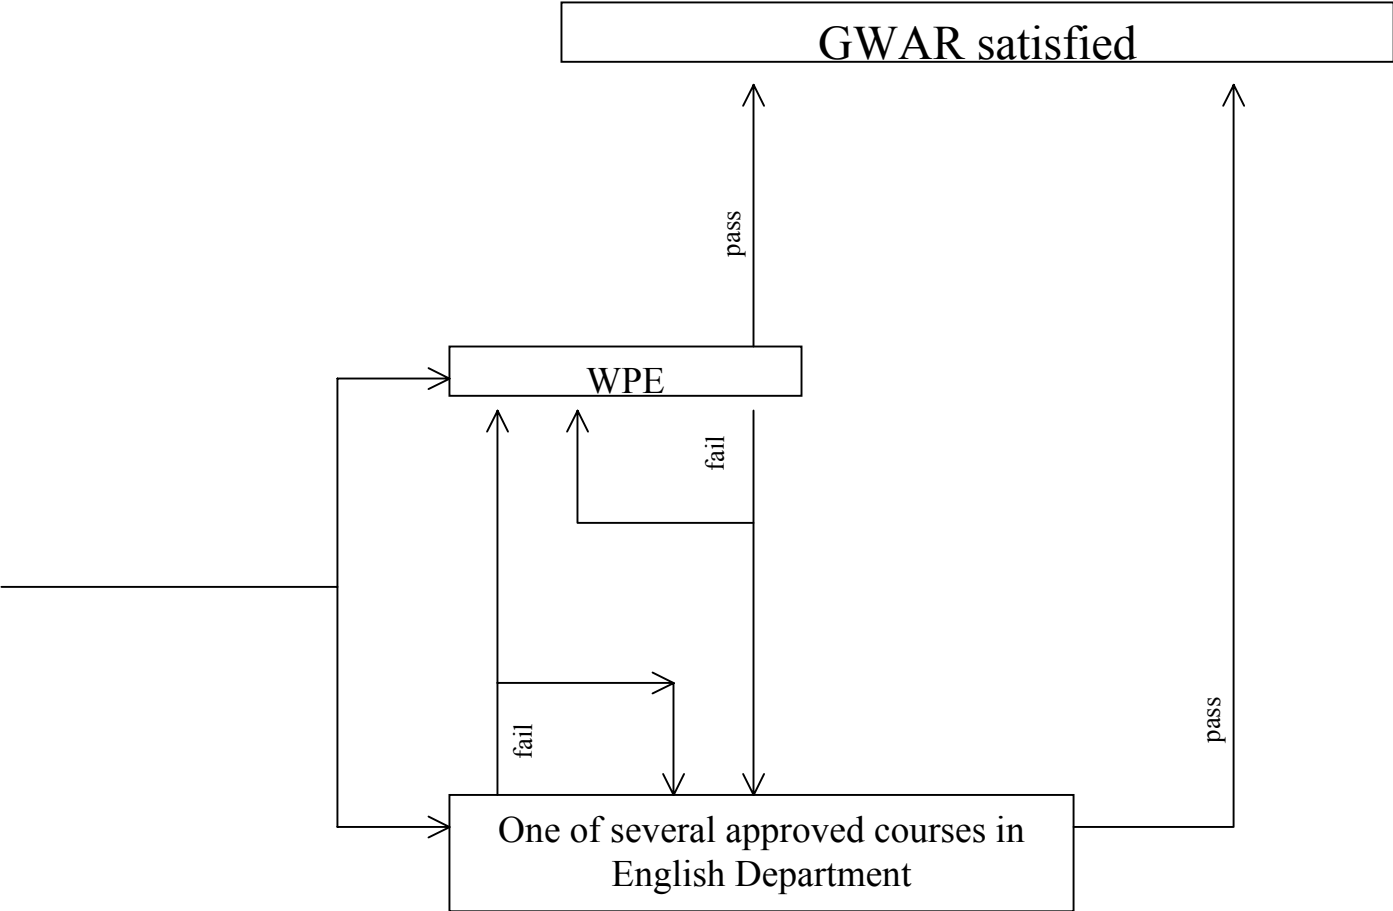 GWAR satisfied
pass
WPE
fail
fail
pass
One of several approved courses in
English Department